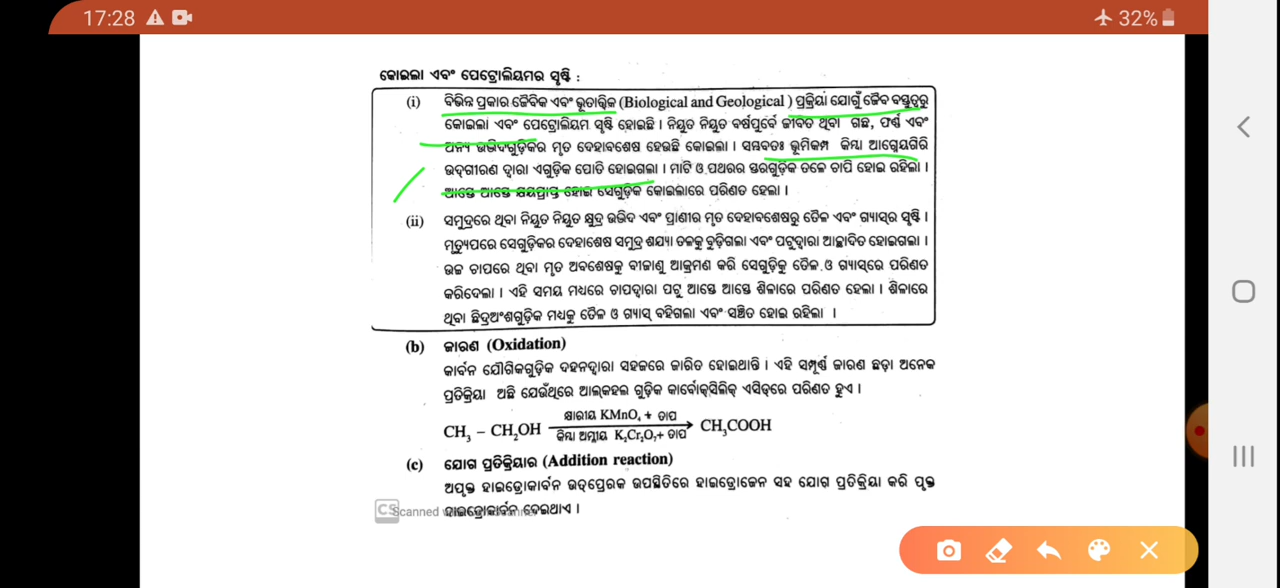 17:28
32%
କୋଇଲା ଏବଂ ପେଟ୍ରୋଲିୟମର ସୃଷ୍ଟି :
(i) ବିଭିନ୍ନ ପ୍ରକାର ଜୈବିକ ଏବଂ ଭୂତାତ୍ତ୍ୱିକ (Biological and Geological) ପ୍ରକ୍ରିୟା ଯୋଗୁଁ ଜୈବ ବସ୍ତୁରୁ
କୋଇଲା ଏବଂ ପେଟ୍ରୋଲିୟମ ସୃଷ୍ଟି ହୋଇଛି । ନିୟୁତ ନିୟୁତ ବର୍ଷପୂର୍ବେ ଜୀବିତ ଥିବା ଗଛ, ଫର୍ଣ୍ଣ ଏବଂ
ଅନ୍ୟ ଉଦ୍ଭିଦଗୁଡ଼ିକର ମୃତ ଦେହାବଶେଷ ହେଉଛି କୋଇଲା । ସମ୍ଭବତଃ ଭୂମିକମ୍ପ କିମ୍ବା ଆଗ୍ନେୟଗିରି
ଉଦ୍‌ଗୀରଣ ଦ୍ୱାରା ଏଗୁଡ଼ିକ ପୋତି ହୋଇଗଲା । ମାଟି ଓ ପଥରର ସ୍ତରଗୁଡ଼ିକ ତଳେ ଚାପି ହୋଇ ରହିଲା ।
ଆସ୍ତେ ଆସ୍ତେ କ୍ଷୟପ୍ରାପ୍ତ ହୋଇ ସେଗୁଡ଼ିକ କୋଇଲାରେ ପରିଣତ ହେଲା ।
(ii) ସମୁଦ୍ରରେ ଥିବା ନିୟୁତ ନିୟୁତ କ୍ଷୁଦ୍ର ଉଦ୍ଭିଦ ଏବଂ ପ୍ରାଣୀର ମୃତ ଦେହାବଶେଷରୁ ତୈଳ ଏବଂ ଗ୍ୟାସ୍‌ର ସୃଷ୍ଟି ।
ମୃତ୍ୟୁପରେ ସେଗୁଡ଼ିକର ଦେହାଶେଷ ସମୁଦ୍ର ଶଯ୍ୟା ତଳକୁ ବୁଡ଼ିଗଲା ଏବଂ ପଟୁଦ୍ୱାରା ଆଚ୍ଛାଦିତ ହୋଇଗଲା ।
ଉଚ୍ଚ ଚାପରେ ଥିବା ମୃତ ଅବଶେଷକୁ ବୀଜାଣୁ ଆକ୍ରମଣ କରି ସେଗୁଡ଼ିକୁ ତୈଳ ଓ ଗ୍ୟାସ୍‌ରେ ପରିଣତ
କରିଦେଲା । ଏହି ସମୟ ମଧ୍ୟରେ ଚାପଦ୍ୱାରା ପଟୁ ଆସ୍ତେ ଆସ୍ତେ ଶିଳାରେ ପରିଣତ ହେଲା । ଶିଳାରେ
ଥିବା ଛିଦ୍ରଅଂଶଗୁଡ଼ିକ ମଧ୍ୟକୁ ତୈଳ ଓ ଗ୍ୟାସ୍ ବହିଗଲା ଏବଂ ସଞ୍ଚିତ ହୋଇ ରହିଲା ।
(b) ଜାରଣ (Oxidation)
କାର୍ବନ ଯୌଗିକଗୁଡ଼ିକ ଦହନଦ୍ୱାରା ସହଜରେ ଜାରିତ ହୋଇଥାନ୍ତି । ଏହି ସମ୍ପୂର୍ଣ୍ଣ ଜାରଣ ଛଡ଼ା ଅନେକ
ପ୍ରତିକ୍ରିୟା ଅଛି ଯେଉଁଥିରେ ଆଲ୍‌କହଲ ଗୁଡ଼ିକ କାର୍ବୋକ୍‌ସିଲିକ୍ ଏସିଡ୍‌ରେ ପରିଣତ ହୁଏ ।
କ୍ଷାରୀୟ KMnO₄ + ତାପ
CH₃ – CH₂OH → CH₃COOH
କିମ୍ବା ଅମ୍ଳୀୟ K₂Cr₂O₇+ ତାପ
(c) ଯୋଗ ପ୍ରତିକ୍ରିୟାର (Addition reaction)
ଅପୃକ୍ତ ହାଇଡ୍ରୋକାର୍ବନ ଉତ୍‌ପ୍ରେରକ ଉପସ୍ଥିତିରେ ହାଇଡ୍ରୋଜେନ ସହ ଯୋଗ ପ୍ରତିକ୍ରିୟା କରି ପୃକ୍ତ
ହାଇଡ୍ରୋକାର୍ବନ ଦେଇଥାଏ ।
CS Scanned